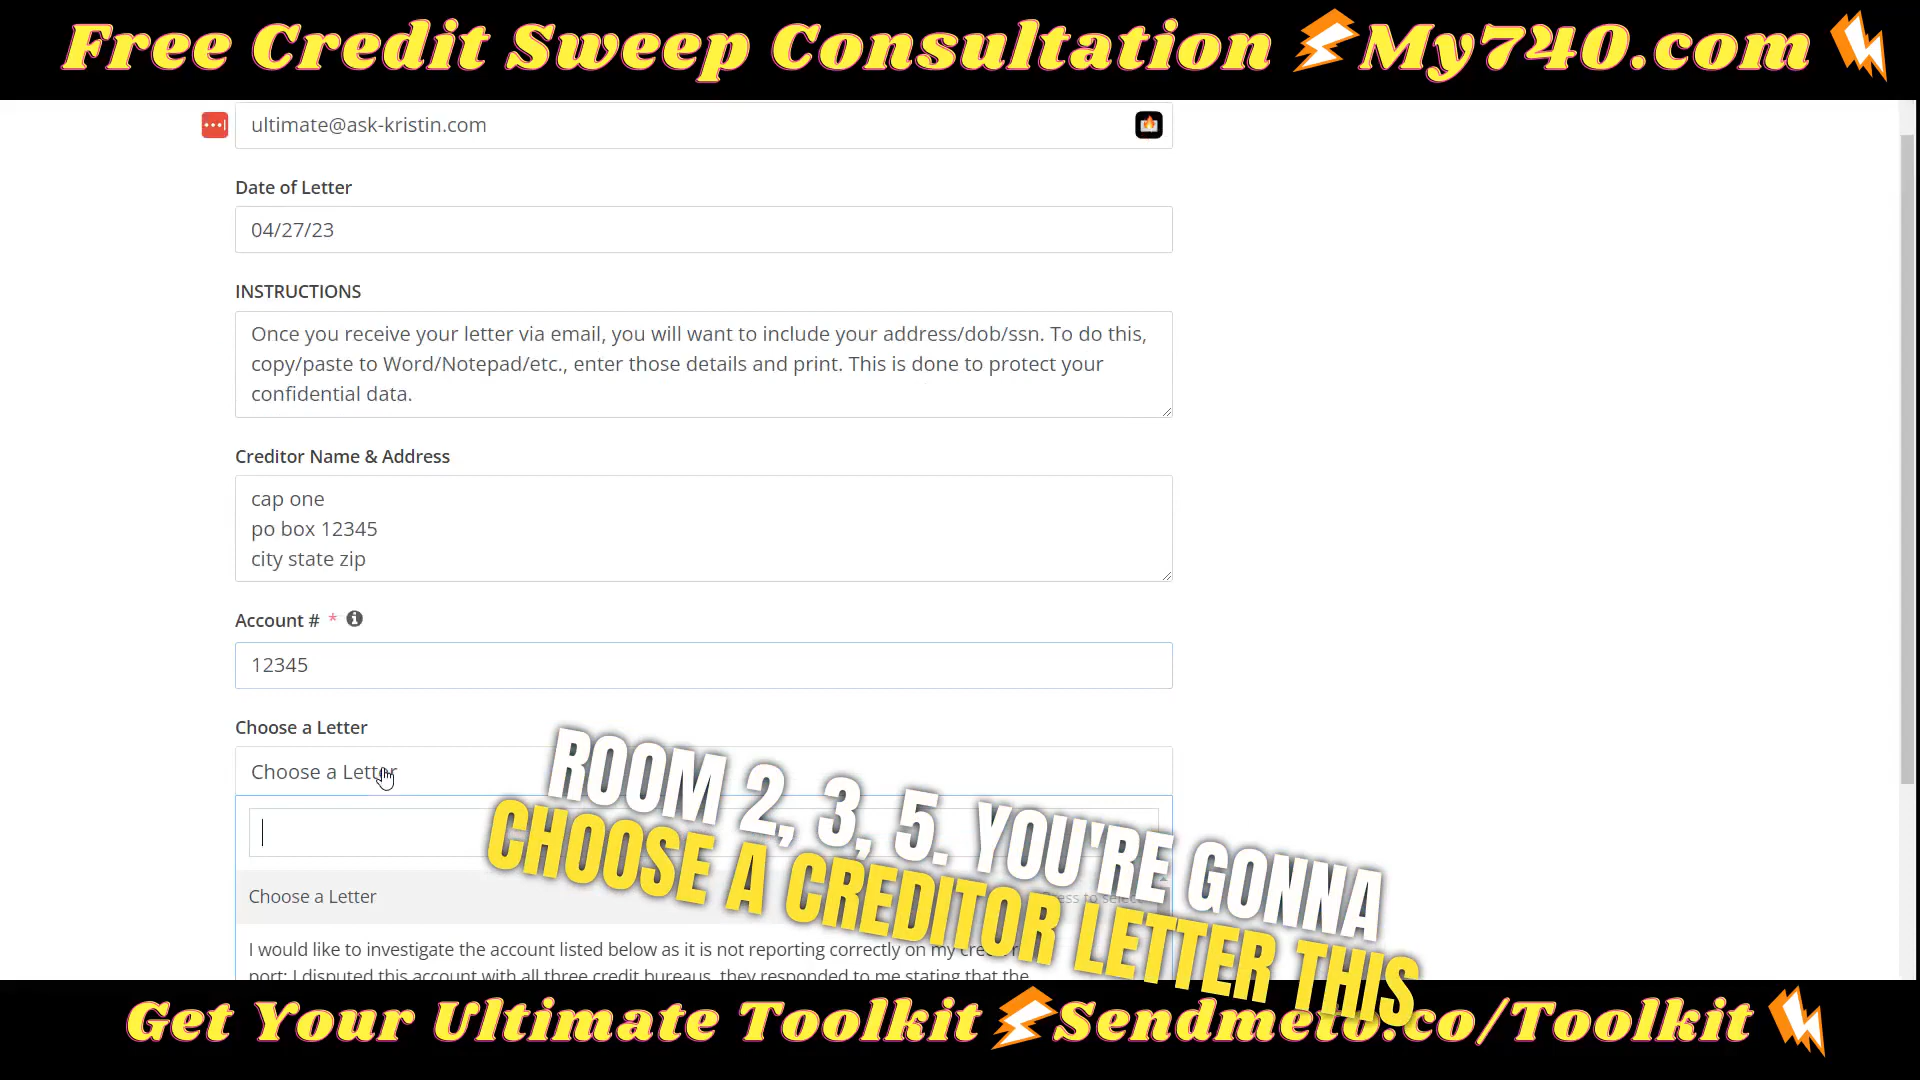 Free Credit Sweep Consultation My740.com
ultimate@ask-kristin.com
Date of Letter
04/27/23
INSTRUCTIONS
Once you receive your letter via email, you will want to include your address/dob/ssn. To do this,
copy/paste to Word/Notepad/etc., enter those details and print. This is done to protect your
confidential data.
Creditor Name & Address
cap one
po box 12345
city state zip
Account # *
12345
Choose a Letter
Choose a Letter
ROOM 2, 3, 5. YOU'RE GONNA
CHOOSE A CREDITOR LETTER THIS
Choose a Letter
to
I would like to investigate the account listed below as it is not reporting correctly on my
port; I disputed this account with all three credit bureaus, they responded to me stating that the
Get Your Ultimate Toolkit Sendmeto.co/Toolkit